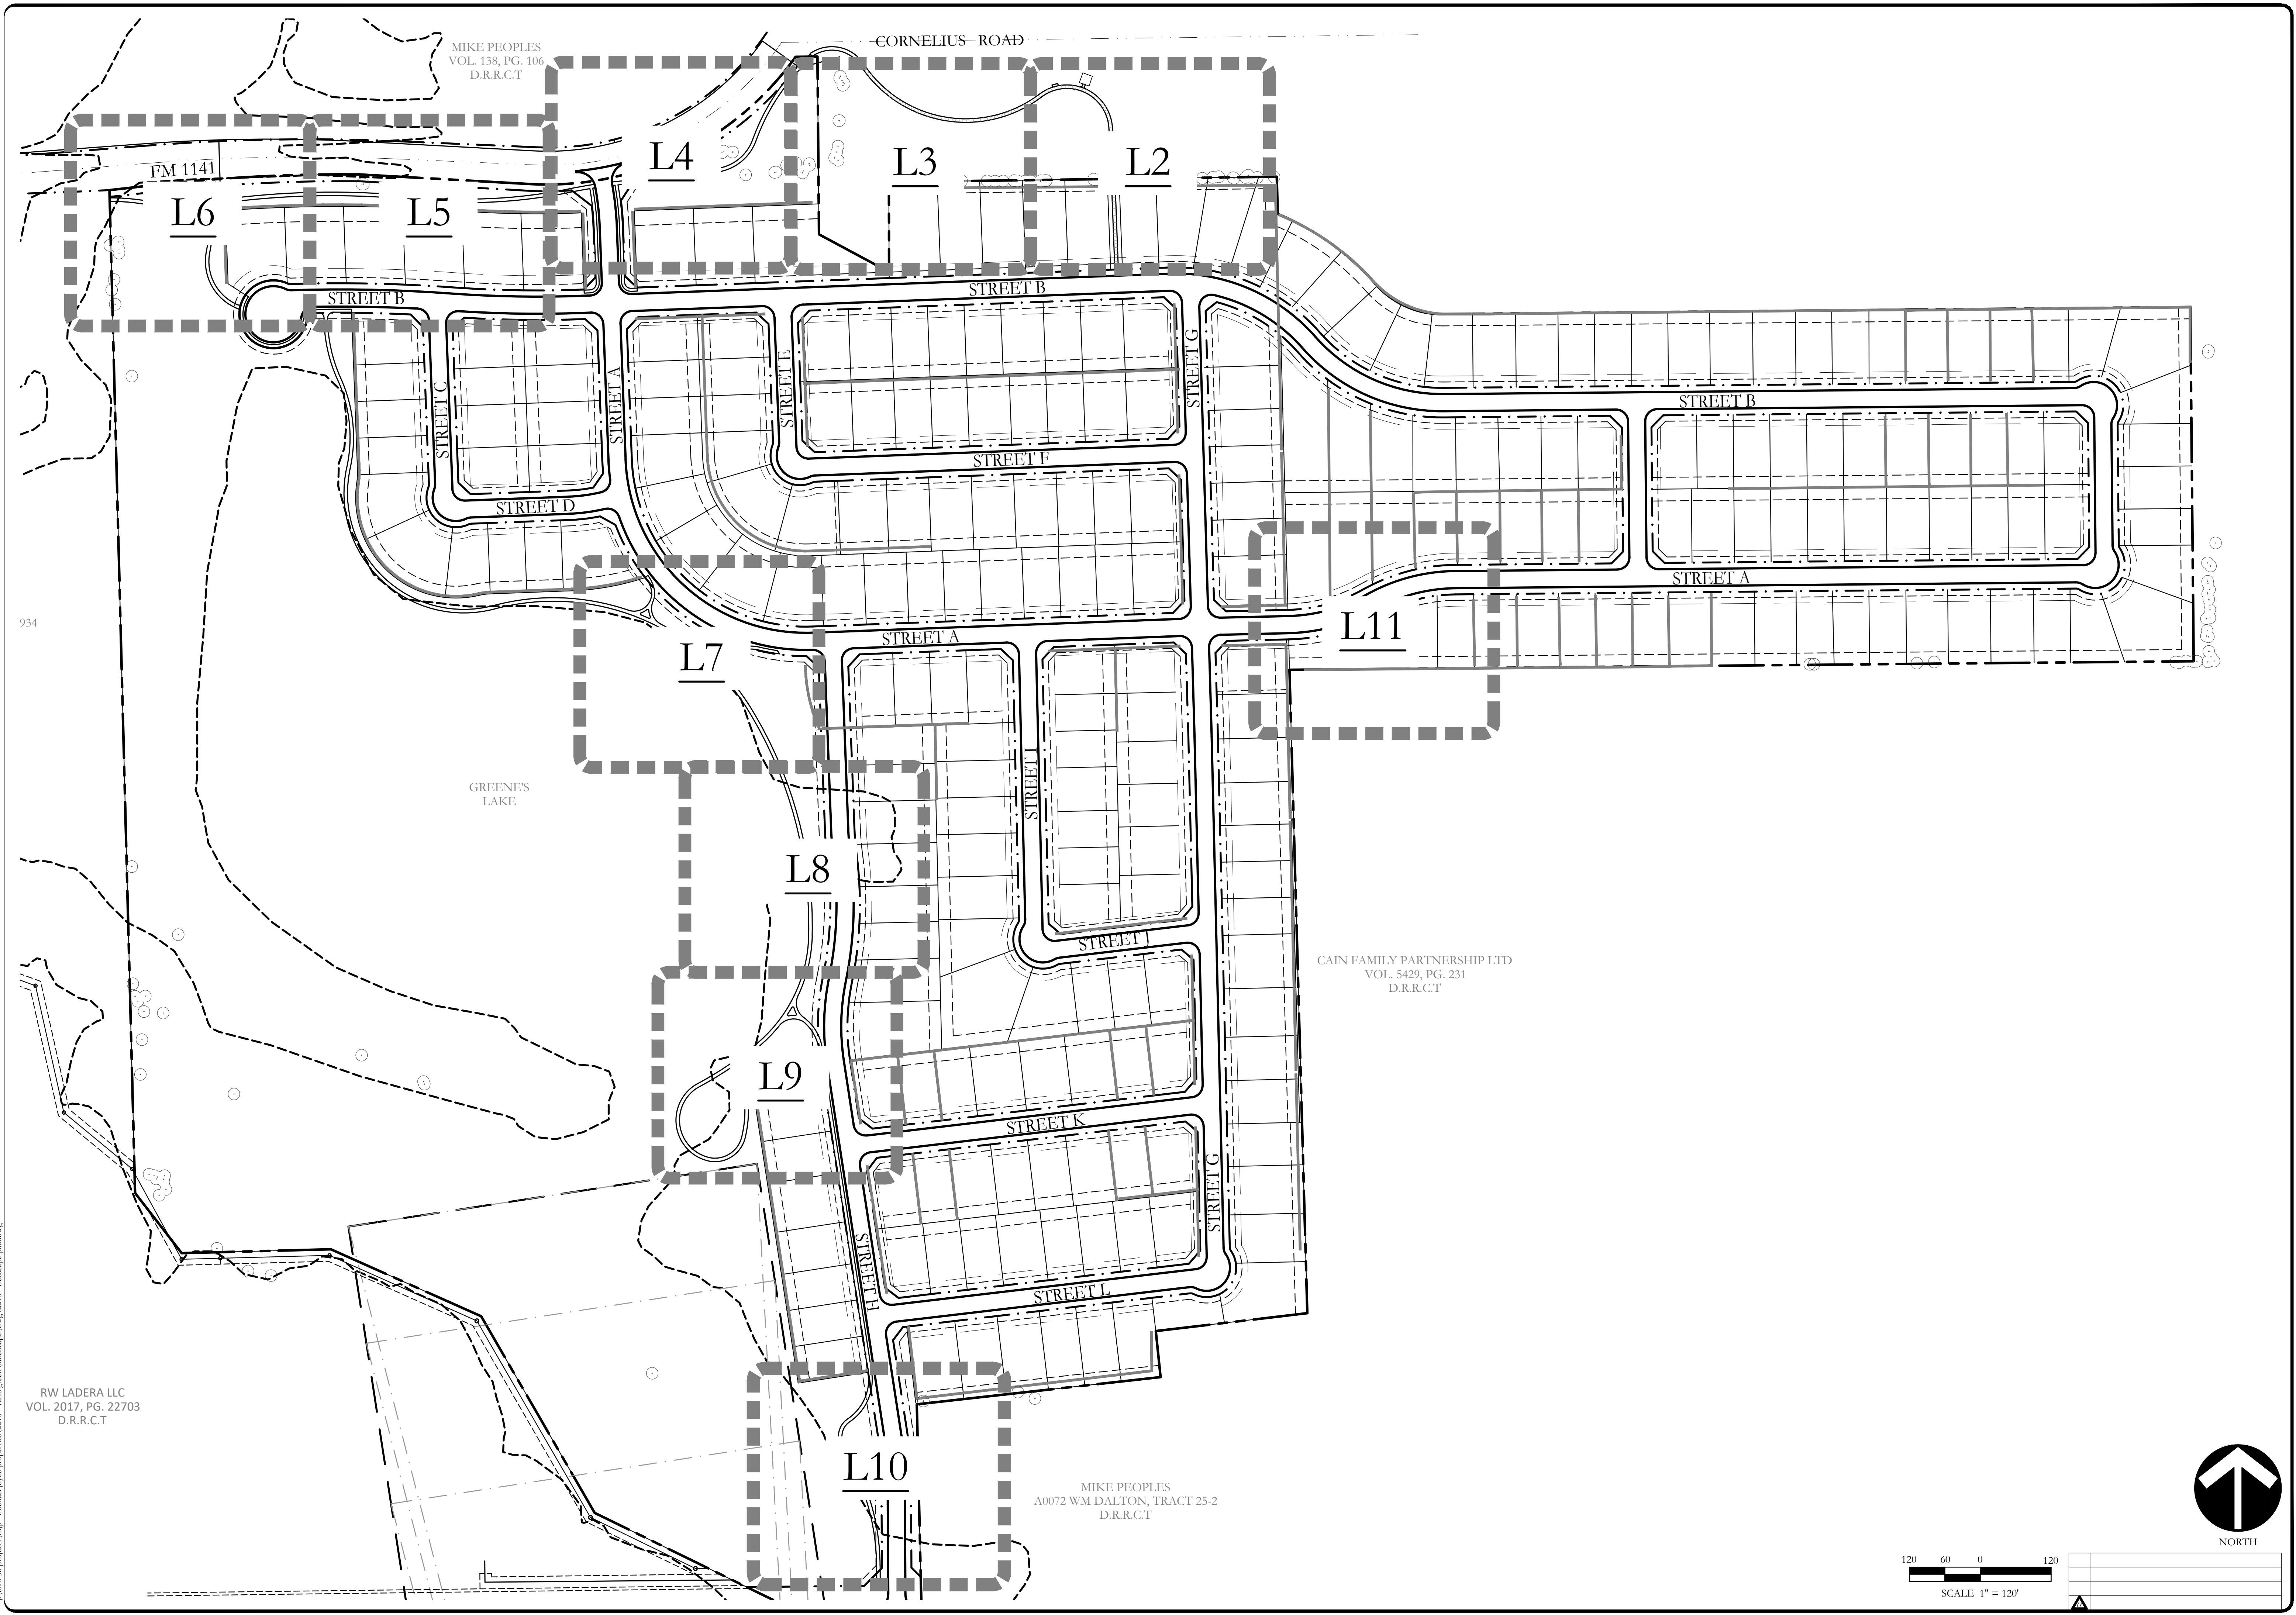 CORNELIUS ROAD
MIKE PEOPLES
VOL. 138, PG. 106
D.R.R.C.T
L4
L3
L2
FM 1141
L6
L5
STREET B
STREET B
STREET C
STREET A
STREET E
STREET G
STREET B
STREET F
STREET D
STREET A
934
STREET A
L11
L7
STREET I
GREENE'S
LAKE
L8
STREET J
CAIN FAMILY PARTNERSHIP LTD
VOL. 5429, PG. 231
D.R.R.C.T
L9
STREET K
STREET G
STREET H
STREET L
RW LADERA LLC
VOL. 2017, PG. 22703
D.R.R.C.T
L10
MIKE PEOPLES
A0072 WM DALTON, TRACT 25-2
D.R.R.C.T
NORTH
120 60 0 120
SCALE 1" = 120'